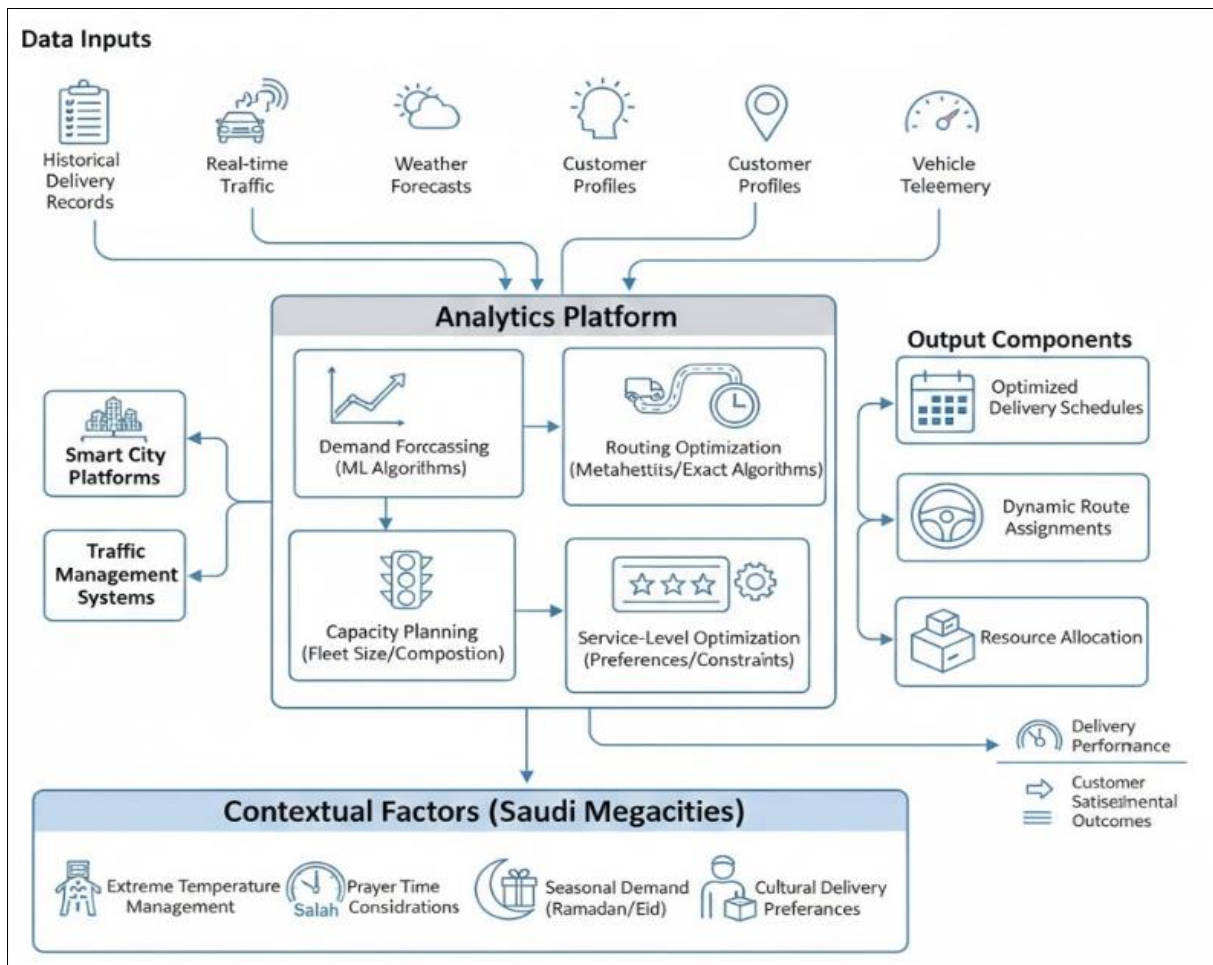 Data Inputs
Historical
Delivery
Records
Real-time
Traffic
Weather
Forecasts
Customer
Profiles
Customer
Profiles
Vehicle
Teleemery
Analytics Platform
Demand Forrcassing
(ML Algorithms)
Routing Optimization
(Metahestiis/Exact Algorithms)
Capacity Planning
(Fleet Size/Compostion)
Service-Level Optimization
(Preferences/Constraints)
Smart City
Platforms
Traffic
Management
Systems
Output Components
Optimized
Delivery Schedules
Dynamic Route
Assignments
Resource Allocation
Delivery
Performance
Customer
Outcomes
Contextual Factors (Saudi Megacities)
Extreme Temperature
Management
Salah
Prayer Time
Considrations
Seasonal Demand
(Ramadan/Eid)
Cultural Delivery
Preferances